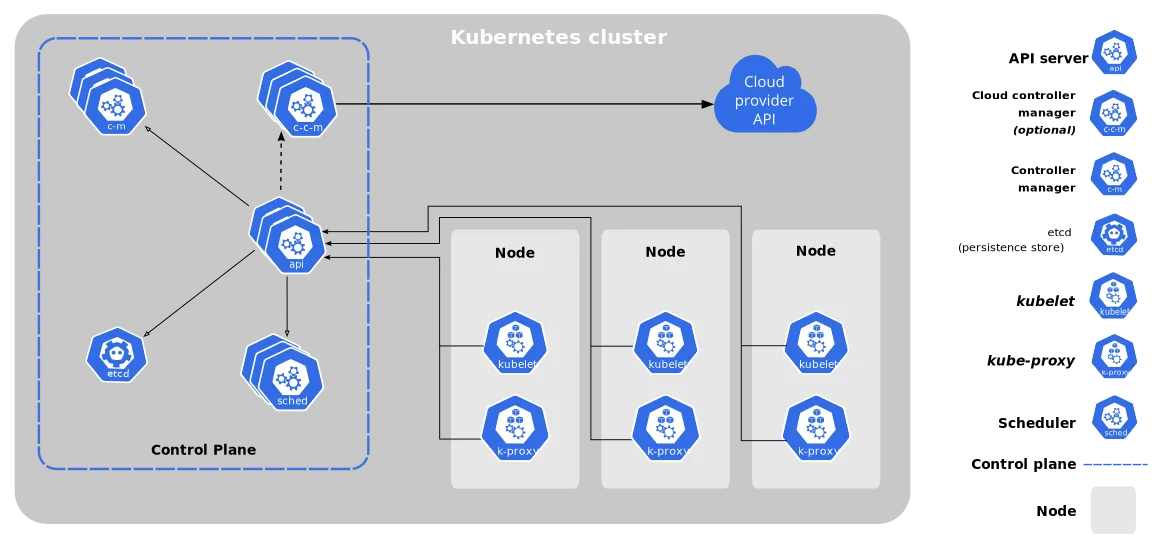 Kubernetes cluster
c-m
c-c-m
Cloud
provider
API
api
etcd
sched
Control Plane
Node
kubelet
k-proxy
Node
kubelet
k-proxy
Node
kubelet
k-proxy
API server
api
Cloud controller
manager
(optional)
c-c-m
Controller
manager
c-m
etcd
(persistence store)
etcd
kubelet
kubelet
kube-proxy
k-proxy
Scheduler
sched
Control plane
Node